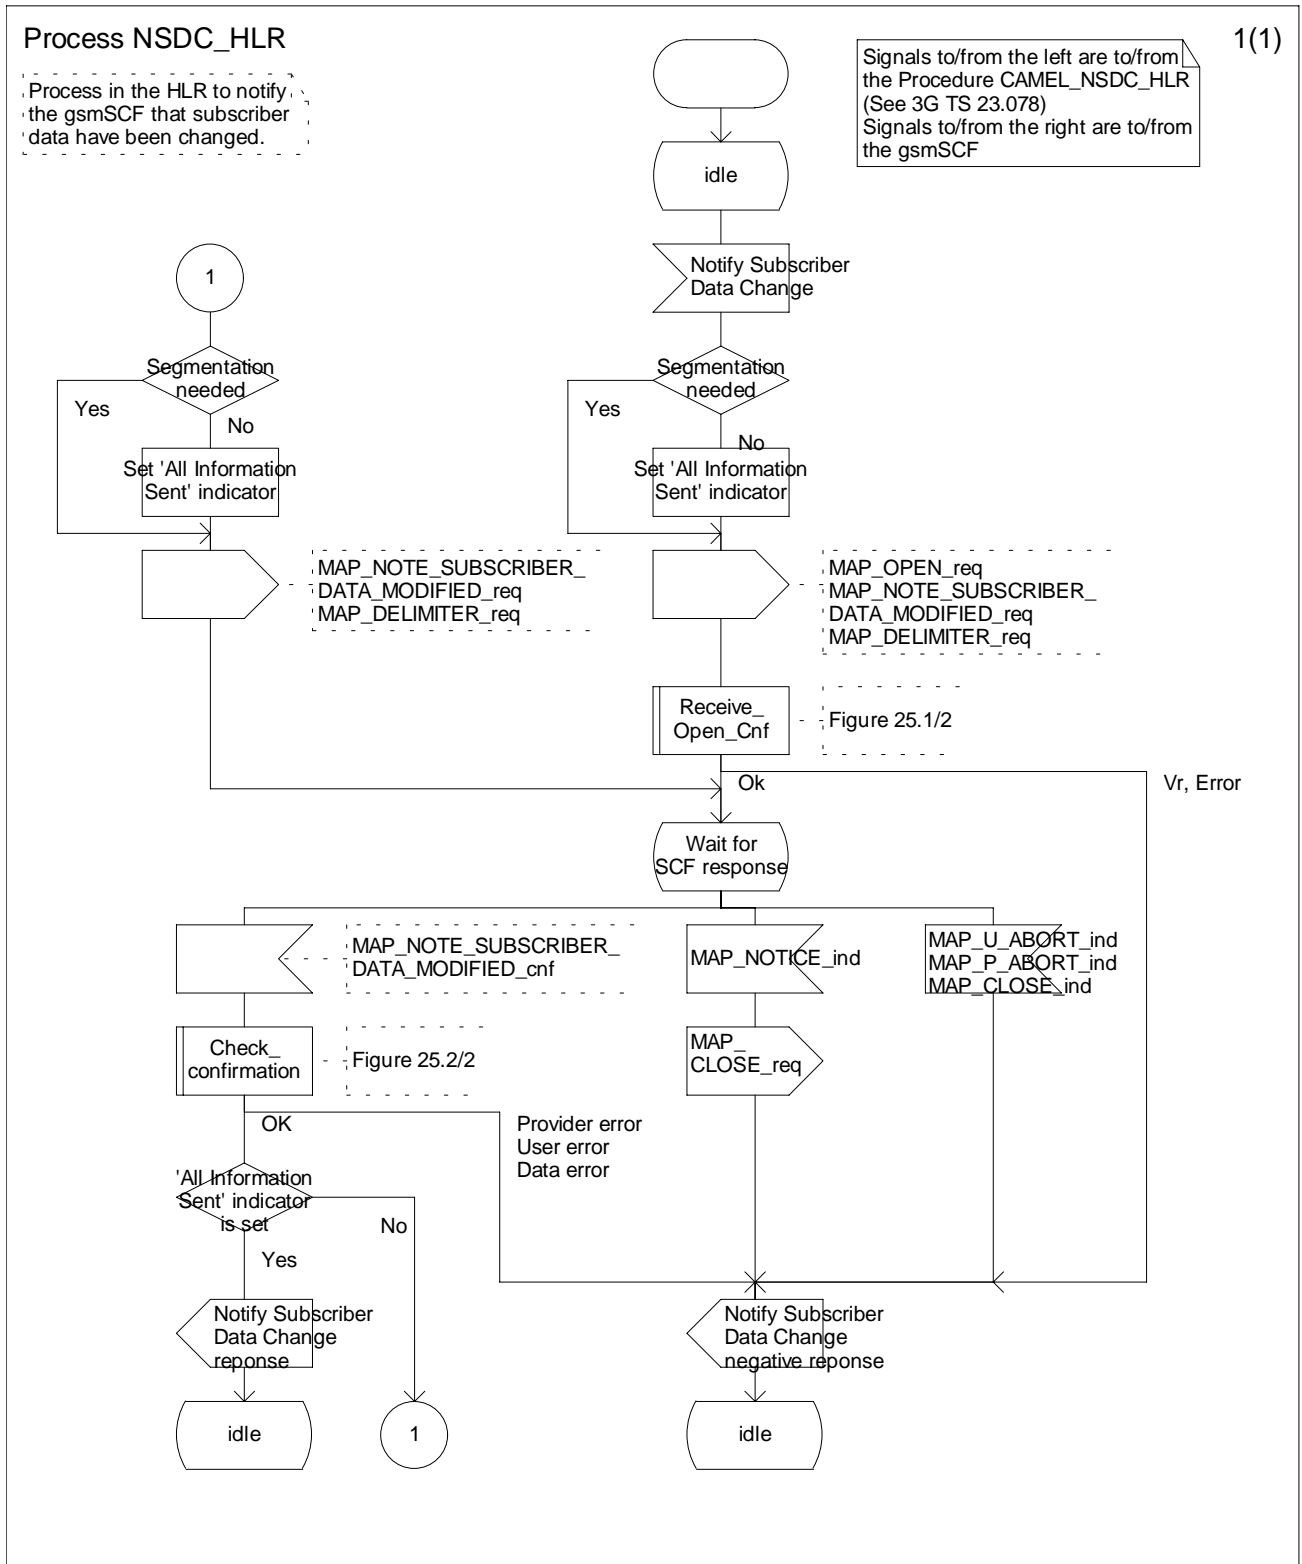 Process NSDC_HLR
1(1)
Process in the HLR to notify
the gsmSCF that subscriber
data have been changed.
Signals to/from the left are to/from
the Procedure CAMEL_NSDC_HLR
(See 3G TS 23.078)
Signals to/from the right are to/from
the gsmSCF
idle
Notify Subscriber
Data Change
1
Segmentation
needed
Yes
No
Set 'All Information
Sent' indicator
Segmentation
needed
Yes
No
Set 'All Information
Sent' indicator
MAP_NOTE_SUBSCRIBER_
DATA_MODIFIED_req
MAP_DELIMITER_req
MAP_OPEN_req
MAP_NOTE_SUBSCRIBER_
DATA_MODIFIED_req
MAP_DELIMITER_req
Receive_
Open_Cnf
Figure 25.1/2
Ok
Vr, Error
Wait for
SCF response
MAP_NOTE_SUBSCRIBER_
DATA_MODIFIED_cnf
MAP_NOTICE_ind
MAP_U_ABORT_ind
MAP_P_ABORT_ind
MAP_CLOSE_ind
Check_
confirmation
Figure 25.2/2
MAP_
CLOSE_req
OK
Provider error
User error
Data error
'All Information
Sent' indicator
is set
No
Yes
Notify Subscriber
Data Change
reponse
Notify Subscriber
Data Change
negative reponse
idle
1
idle